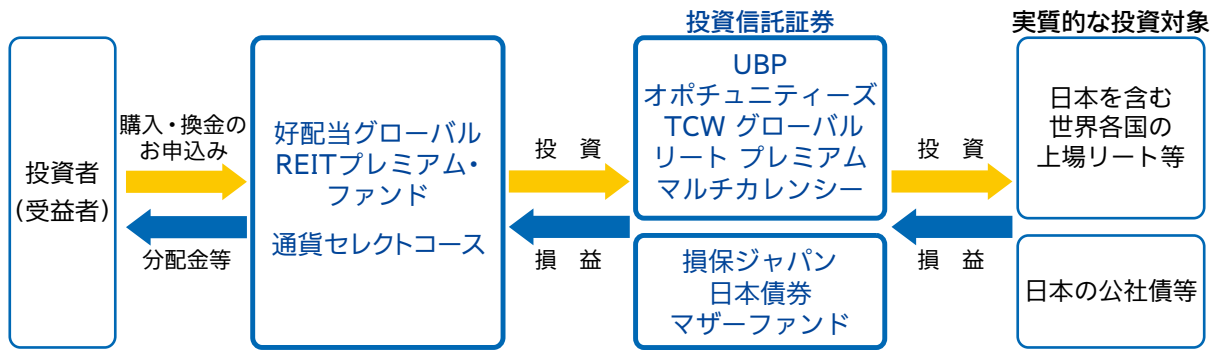 投資者
(受益者)
購入・換金の
お申込み
分配金等
好配当グローバル
REITプレミアム・
ファンド
通貨セレクトコース
投 資
損 益
投資信託証券
UBP
オポチュニティーズ
TCW グローバル
リート プレミアム
マルチカレンシー
損保ジャパン
日本債券
マザーファンド
投 資
損 益
実質的な投資対象
日本を含む
世界各国の
上場リート等
日本の公社債等